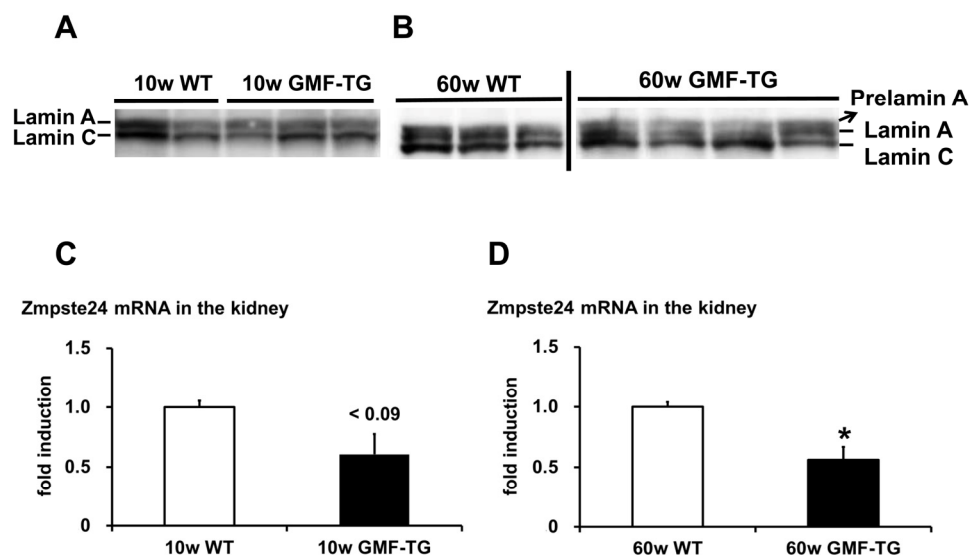 A
10w WT
10w GMF-TG
Lamin A
Lamin C
B
60w WT
60w GMF-TG
Prelamin A
Lamin A
Lamin C
C
Zmpste24 mRNA in the kidney
fold induction
1.5
1.0
0.5
0
< 0.09
10w WT
10w GMF-TG
D
Zmpste24 mRNA in the kidney
fold induction
1.5
1.0
0.5
0
*
60w WT
60w GMF-TG